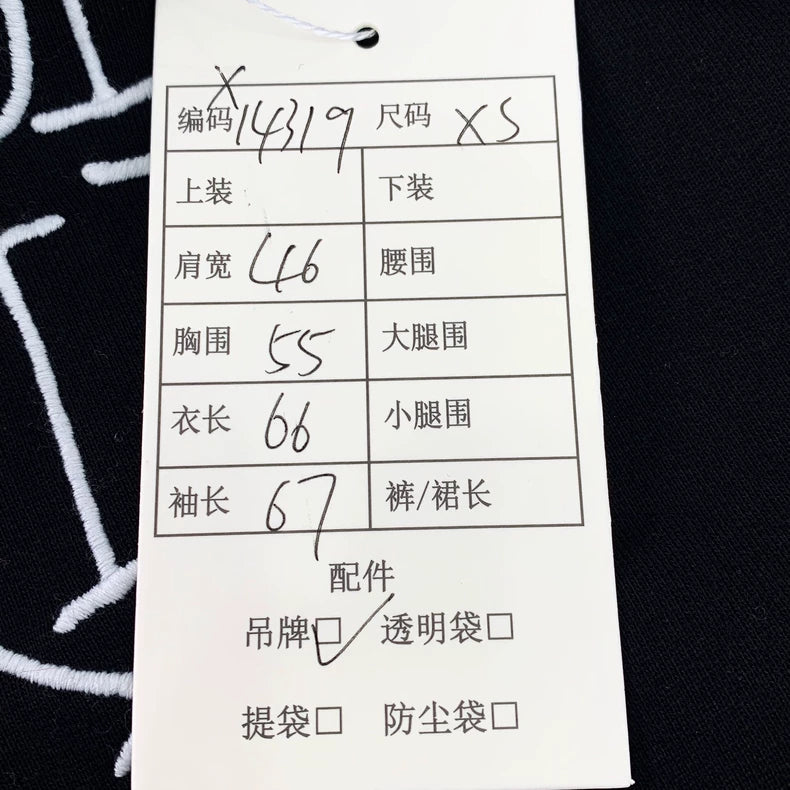 编码 X14319 尺码 XS
上装 下装
肩宽 46 腰围
胸围 55 大腿围
衣长 66 小腿围
袖长 67 裤/裙长
配件
吊牌☑ 透明袋□
提袋□ 防尘袋□